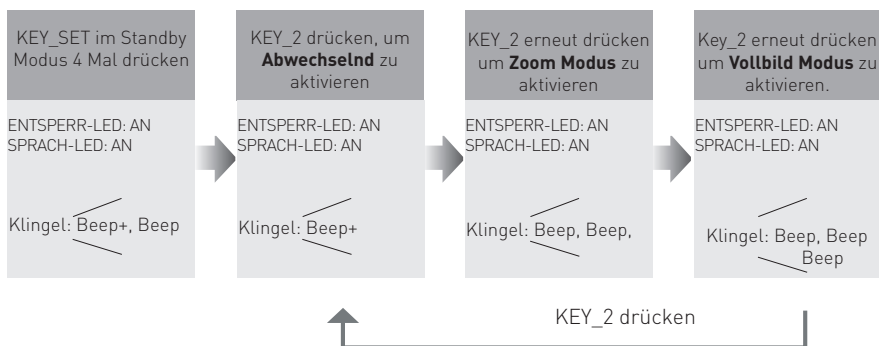 KEY_SET im Standby
Modus 4 Mal drücken
ENTSPERR-LED: AN
SPRACH-LED: AN
Klingel: Beep+, Beep
KEY_2 drücken, um
Abwechselnd zu
aktivieren
ENTSPERR-LED: AN
SPRACH-LED: AN
Klingel: Beep+
KEY_2 erneut drücken
um Zoom Modus zu
aktivieren
ENTSPERR-LED: AN
SPRACH-LED: AN
Klingel: Beep, Beep,
Key_2 erneut drücken
um Vollbild Modus zu
aktivieren.
ENTSPERR-LED: AN
SPRACH-LED: AN
Klingel: Beep, Beep
Beep
KEY_2 drücken